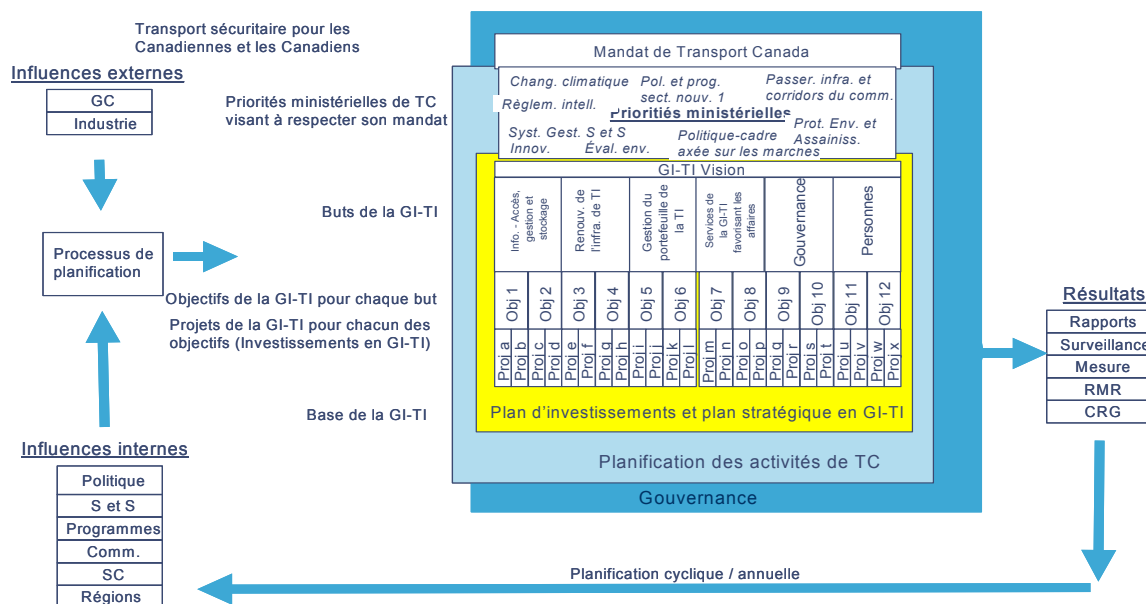 Transport sécuritaire pour les
Canadiennes et les Canadiens
Influences externes
GC
Industrie
Priorités ministérielles de TC
visant à respecter son mandat
Buts de la GI-TI
Processus de
planification
Objectifs de la GI-TI pour chaque but
Projets de la GI-TI pour chacun des
objectifs (Investissements en GI-TI)
Base de la GI-TI
Influences internes
Politique
S et S
Programmes
Comm.
SC
Régions
Mandat de Transport Canada
Chang. climatique
Pol. et prog.
sect. nouv. 1
Passer. infra. et
corridors du comm.
Règlem. intell.
Priorités ministérielles
Syst. Gest. S et S
Innov.
Éval. env.
Politique-cadre
axée sur les marches
Prot. Env. et
Assainiss.
GI-TI Vision
Info. - Accès,
gestion et
stockage
Renouv. de
l'infra. de TI
Gestion du
portefeuille de
la TI
Services de
la GI-TI
favorisant les
affaires
Gouvernance
Personnes
Obj 1
Obj 2
Obj 3
Obj 4
Obj 5
Obj 6
Obj 7
Obj 8
Obj 9
Obj 10
Obj 11
Obj 12
Proj a
Proj b
Proj c
Proj d
Proj e
Proj f
Proj g
Proj h
Proj i
Proj j
Proj k
Proj l
Proj m
Proj n
Proj o
Proj p
Proj q
Proj r
Proj s
Proj t
Proj u
Proj v
Proj w
Proj x
Plan d'investissements et plan stratégique en GI-TI
Planification des activités de TC
Gouvernance
Résultats
Rapports
Surveillance
Mesure
RMR
CRG
Planification cyclique / annuelle